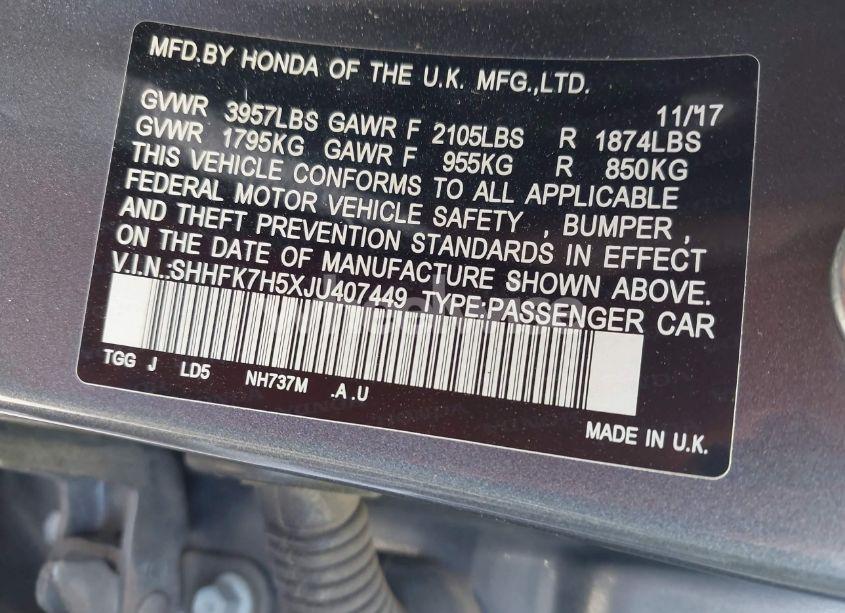 MFD.BY HONDA OF THE U.K. MFG.,LTD.
11/'17
GVWR 3957LBS GAWR F 2105LBS R 1874LBS
GVWR 1795KG GAWR F 955KG R 850KG
THIS VEHICLE CONFORMS TO ALL APPLICABLE
FEDERAL MOTOR VEHICLE SAFETY , BUMPER ,
AND THEFT PREVENTION STANDARDS IN EFFECT
ON THE DATE OF MANUFACTURE SHOWN ABOVE.
V.I.N.:SHHFK7H5XJU407449 TYPE:PASSENGER CAR
TGG J LD5 NH737M .A.U
MADE IN U.K.